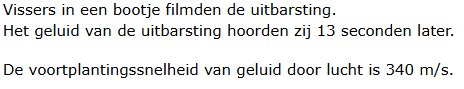 Vissers in een bootje filmden de uitbarsting.
Het geluid van de uitbarsting hoorden zij 13 seconden later.
De voortplantingssnelheid van geluid door lucht is 340 m/s.